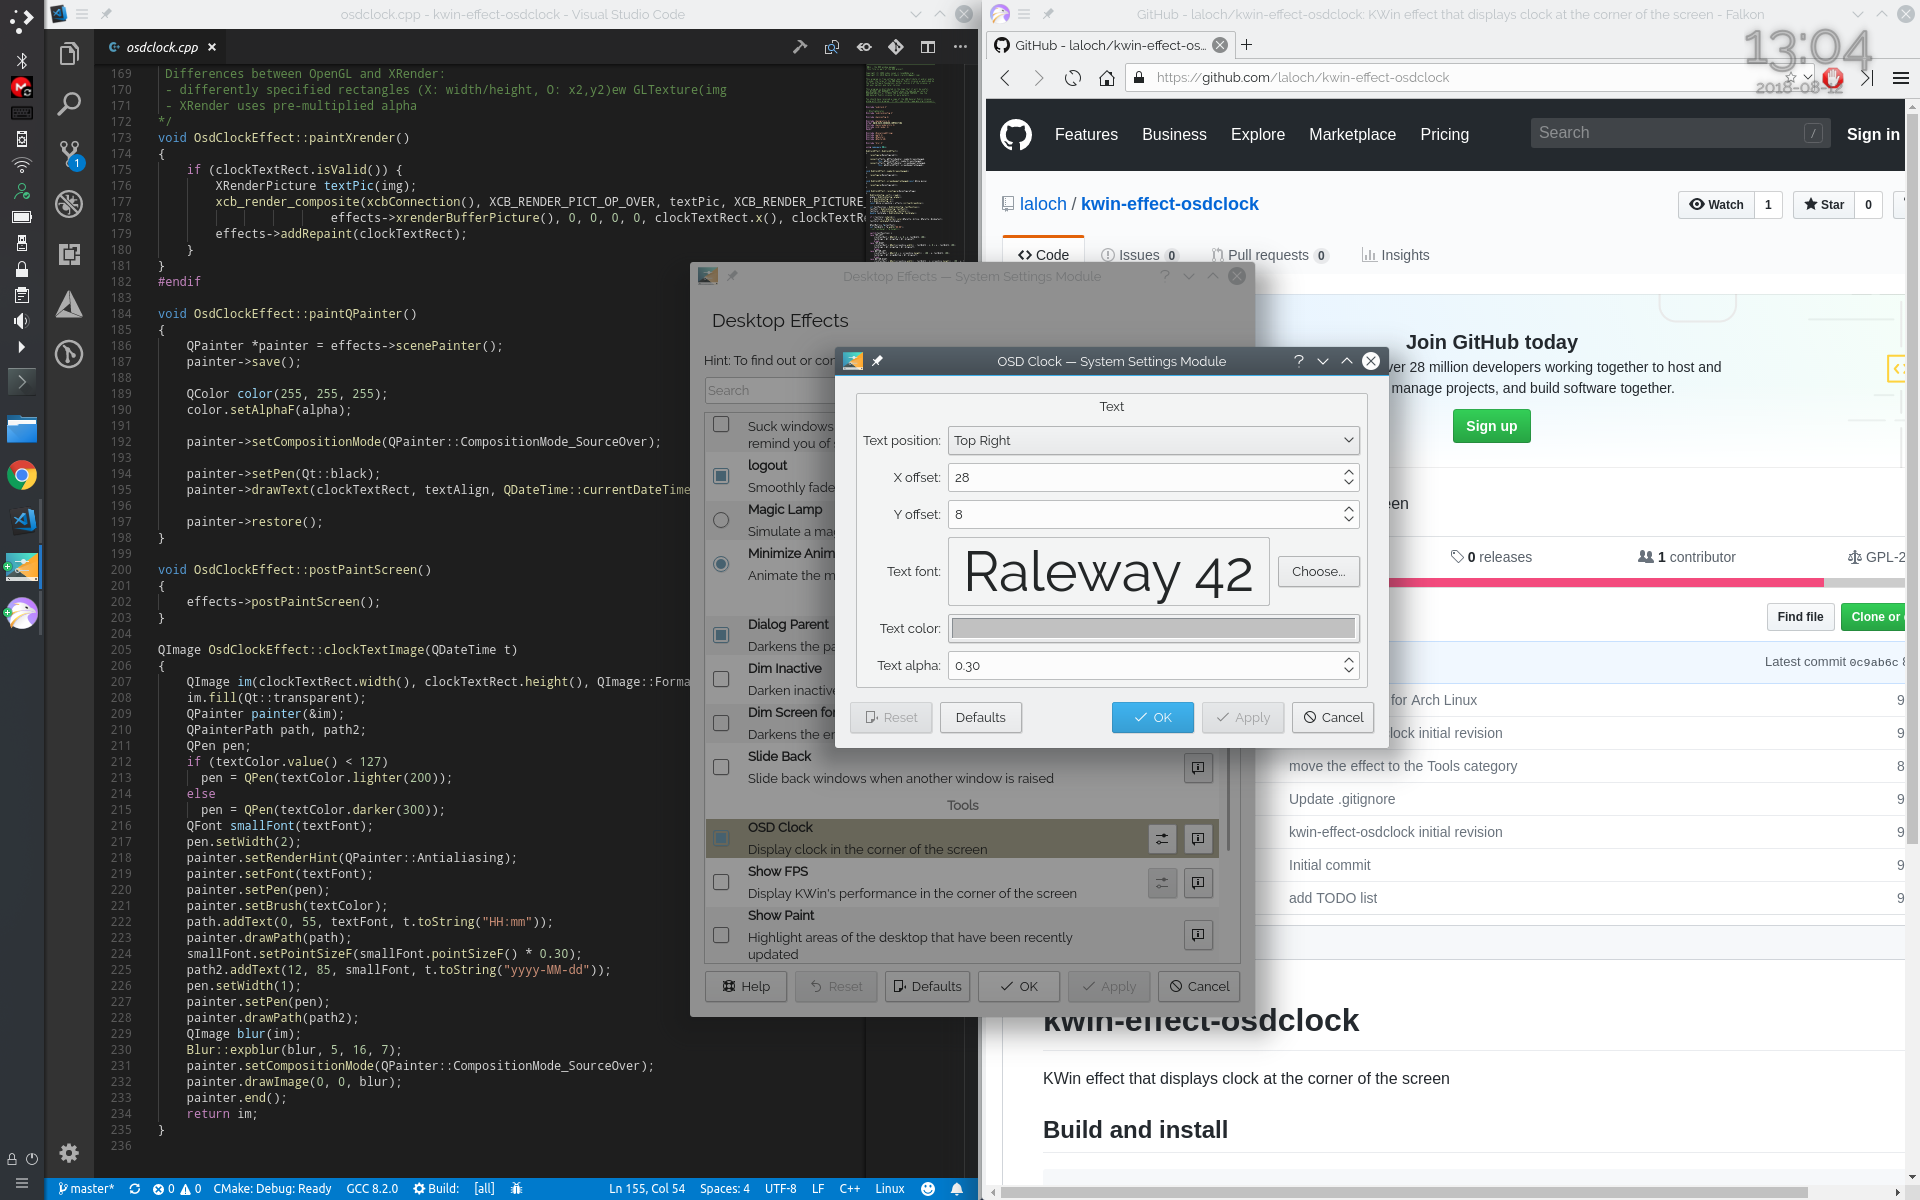 osdclock.cpp - kwin-effect-osdclock - Visual Studio Code
osdclock.cpp
169 Differences between OpenGL and XRender:
170 - differently specified rectangles (X: width/height, O: x2,y2)ew GLTexture(img
171 - XRender uses pre-multiplied alpha
172 */
173 void OsdClockEffect::paintXrender()
174 {
175 if (clockTextRect.isValid()) {
176 XRenderPicture textPic(img);
177 xcb_render_composite(xcbConnection(), XCB_RENDER_PICT_OP_OVER, textPic, XCB_RENDER_PICTURE_
178 effects->xrenderBufferPicture(), 0, 0, 0, 0, clockTextRect.x(), clockTextRe
179 effects->addRepaint(clockTextRect);
180 }
181 }
182 #endif
183
184 void OsdClockEffect::paintQPainter()
185 {
186 QPainter *painter = effects->scenePainter();
187 painter->save();
188
189 QColor color(255, 255, 255);
190 color.setAlphaF(alpha);
191
192 painter->setCompositionMode(QPainter::CompositionMode_SourceOver);
193
194 painter->setPen(Qt::black);
195 painter->drawText(clockTextRect, textAlign, QDateTime::currentDateTime
196
197 painter->restore();
198 }
199
200 void OsdClockEffect::postPaintScreen()
201 {
202 effects->postPaintScreen();
203 }
204
205 QImage OsdClockEffect::clockTextImage(QDateTime t)
206 {
207 QImage im(clockTextRect.width(), clockTextRect.height(), QImage::Forma
208 im.fill(Qt::transparent);
209 QPainter painter(&im);
210 QPainterPath path, path2;
211 QPen pen;
212 if (textColor.value() < 127)
213 pen = QPen(textColor.lighter(200));
214 else
215 pen = QPen(textColor.darker(300));
216 QFont smallFont(textFont);
217 pen.setWidth(2);
218 painter.setRenderHint(QPainter::Antialiasing);
219 painter.setFont(textFont);
220 painter.setPen(pen);
221 painter.setBrush(textColor);
222 path.addText(0, 55, textFont, t.toString("HH:mm"));
223 painter.drawPath(path);
224 smallFont.setPointSizeF(smallFont.pointSizeF() * 0.30);
225 path2.addText(12, 85, smallFont, t.toString("yyyy-MM-dd"));
226 pen.setWidth(1);
227 painter.setPen(pen);
228 painter.drawPath(path2);
229 QImage blur(im);
230 Blur::expblur(blur, 5, 16, 7);
231 painter.setCompositionMode(QPainter::CompositionMode_SourceOver);
232 painter.drawImage(0, 0, blur);
233 painter.end();
234 return im;
235 }
236
1
master* 0 0 CMake: Debug: Ready GCC 8.2.0 Build: [all] Ln 155, Col 54 Spaces: 4 UTF-8 LF C++ Linux
Desktop Effects — System Settings Module
Desktop Effects
Hint: To find out or cor
Search
Suck windows
remind you of s
logout
Smoothly fade
Magic Lamp
Simulate a ma
Minimize Anim
Animate the m
Dialog Parent
Darkens the pa
Dim Inactive
Darken inactive
Dim Screen for
Darkens the en
Slide Back
Slide back windows when another window is raised
Tools
OSD Clock
Display clock in the corner of the screen
Show FPS
Display KWin's performance in the corner of the screen
Show Paint
Highlight areas of the desktop that have been recently
updated
Help Reset Defaults OK Apply Cancel
OSD Clock — System Settings Module
Text
Text position: Top Right
X offset: 28
Y offset: 8
Text font: Raleway 42 Choose...
Text color:
Text alpha: 0.30
Reset Defaults OK Apply Cancel
GitHub - laloch/kwin-effect-osdclock: KWin effect that displays clock at the corner of the screen - Falkon
GitHub - laloch/kwin-effect-os...
13:04
2018-08-12
https://github.com/laloch/kwin-effect-osdclock
Features Business Explore Marketplace Pricing Search / Sign in
laloch / kwin-effect-osdclock Watch 1 Star 0
Code Issues 0 Pull requests 0 Insights
Join GitHub today
er 28 million developers working together to host and
manage projects, and build software together.
Sign up
een
0 releases 1 contributor GPL-2
Find file Clone or
Latest commit 0c9ab6c 8
for Arch Linux 9
lock initial revision 9
move the effect to the Tools category 8
Update .gitignore 9
kwin-effect-osdclock initial revision 9
Initial commit 9
add TODO list 9
kwin-effect-osdclock
KWin effect that displays clock at the corner of the screen
Build and install